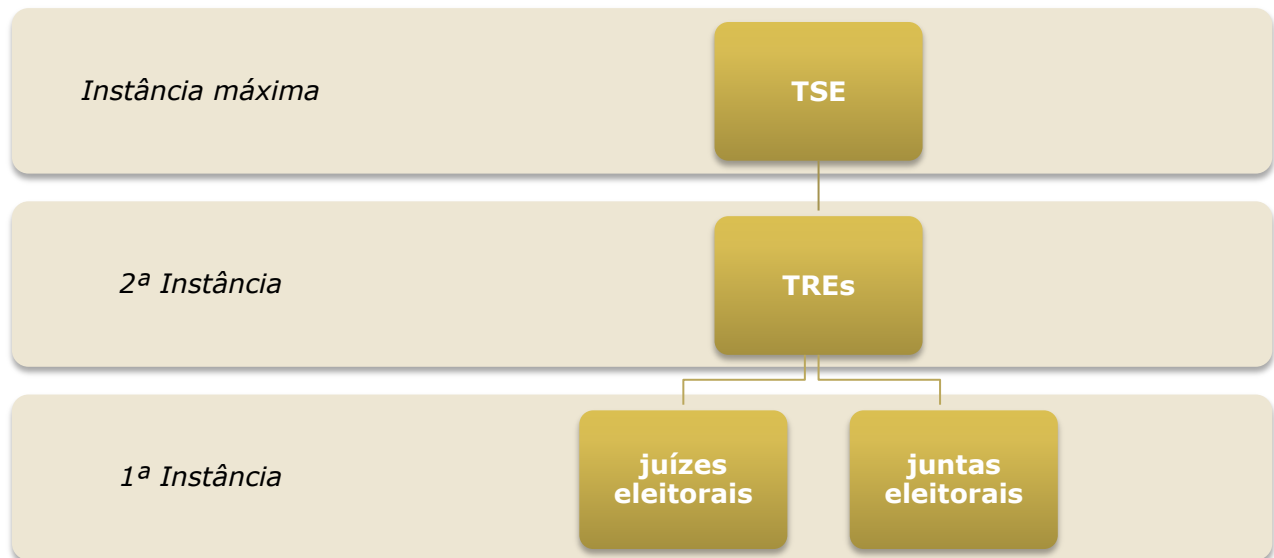 Instância máxima
TSE
2ª Instância
TREs
1ª Instância
juízes
eleitorais
juntas
eleitorais